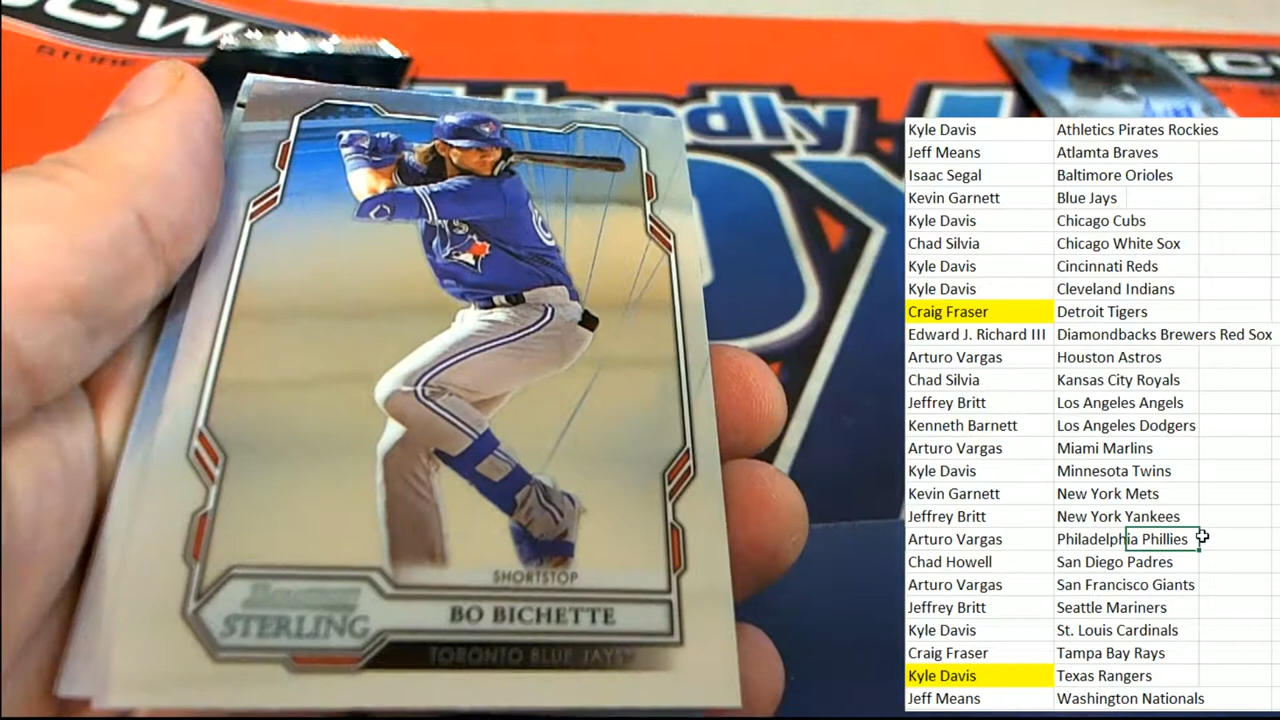 BCW
STORE
Friendly
BCW
SHORTSTOP
BO BICHETTE
Bowman
STERLING
TORONTO BLUE JAYS
Kyle Davis Athletics Pirates Rockies
Jeff Means Atlamta Braves
Isaac Segal Baltimore Orioles
Kevin Garnett Blue Jays
Kyle Davis Chicago Cubs
Chad Silvia Chicago White Sox
Kyle Davis Cincinnati Reds
Kyle Davis Cleveland Indians
Craig Fraser Detroit Tigers
Edward J. Richard III Diamondbacks Brewers Red Sox
Arturo Vargas Houston Astros
Chad Silvia Kansas City Royals
Jeffrey Britt Los Angeles Angels
Kenneth Barnett Los Angeles Dodgers
Arturo Vargas Miami Marlins
Kyle Davis Minnesota Twins
Kevin Garnett New York Mets
Jeffrey Britt New York Yankees
Arturo Vargas Philadelphia Phillies
Chad Howell San Diego Padres
Arturo Vargas San Francisco Giants
Jeffrey Britt Seattle Mariners
Kyle Davis St. Louis Cardinals
Craig Fraser Tampa Bay Rays
Kyle Davis Texas Rangers
Jeff Means Washington Nationals